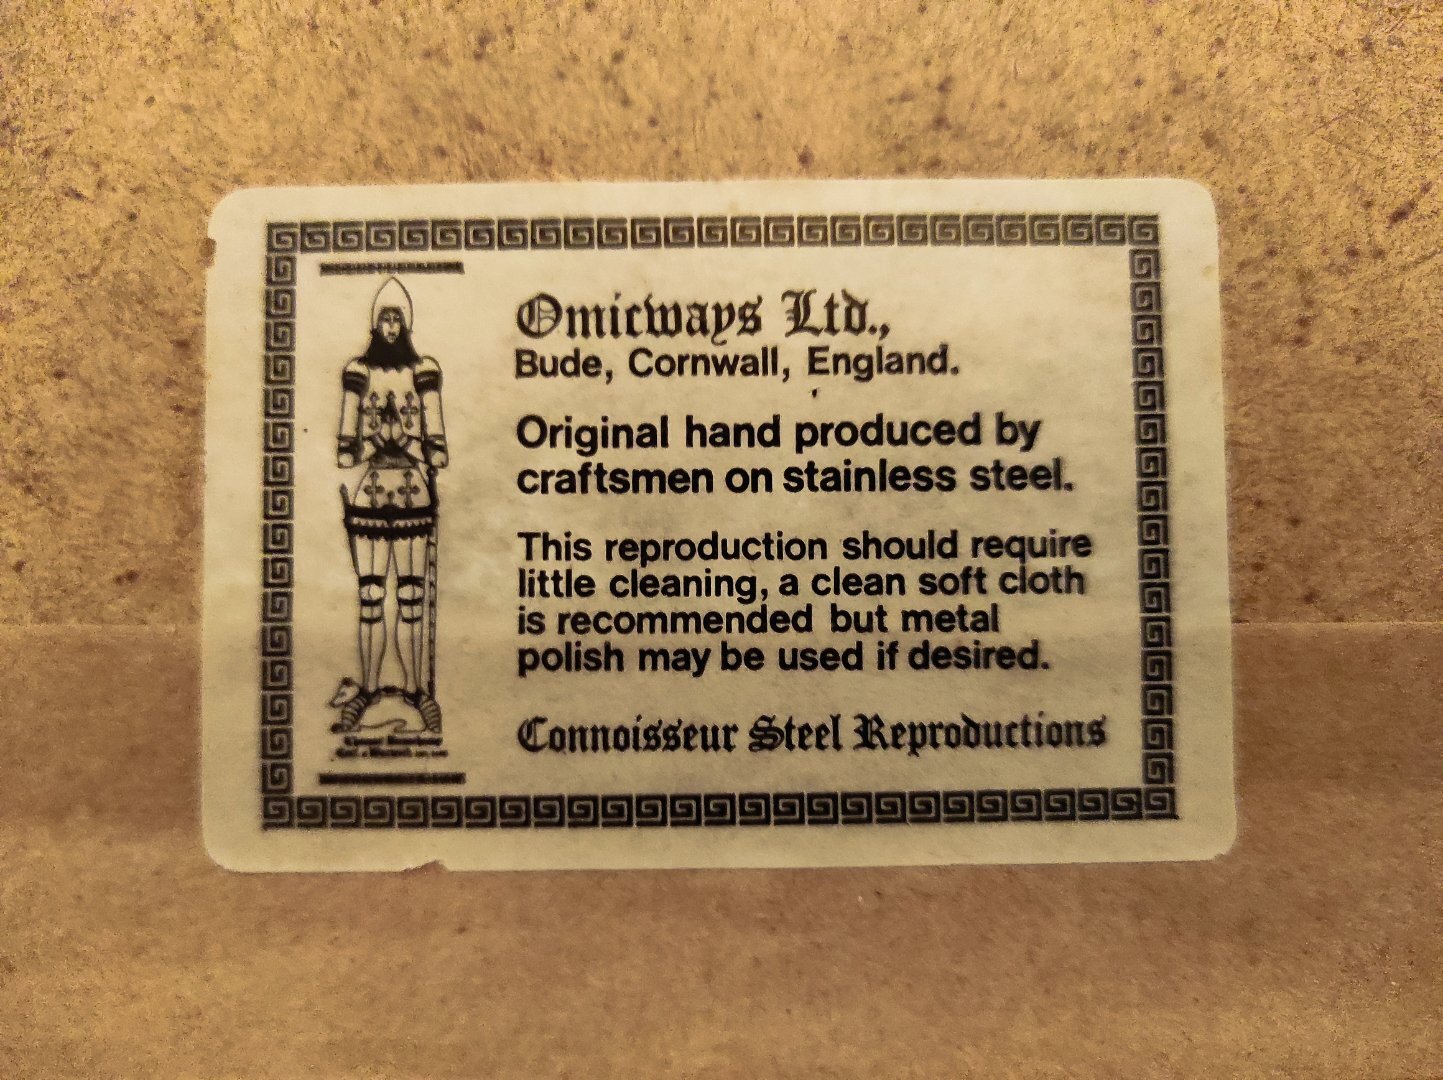 Omicways Ltd.,
Bude, Cornwall, England.
Original hand produced by
craftsmen on stainless steel.
This reproduction should require
little cleaning, a clean soft cloth
is recommended but metal
polish may be used if desired.
Connoisseur Steel Reproductions